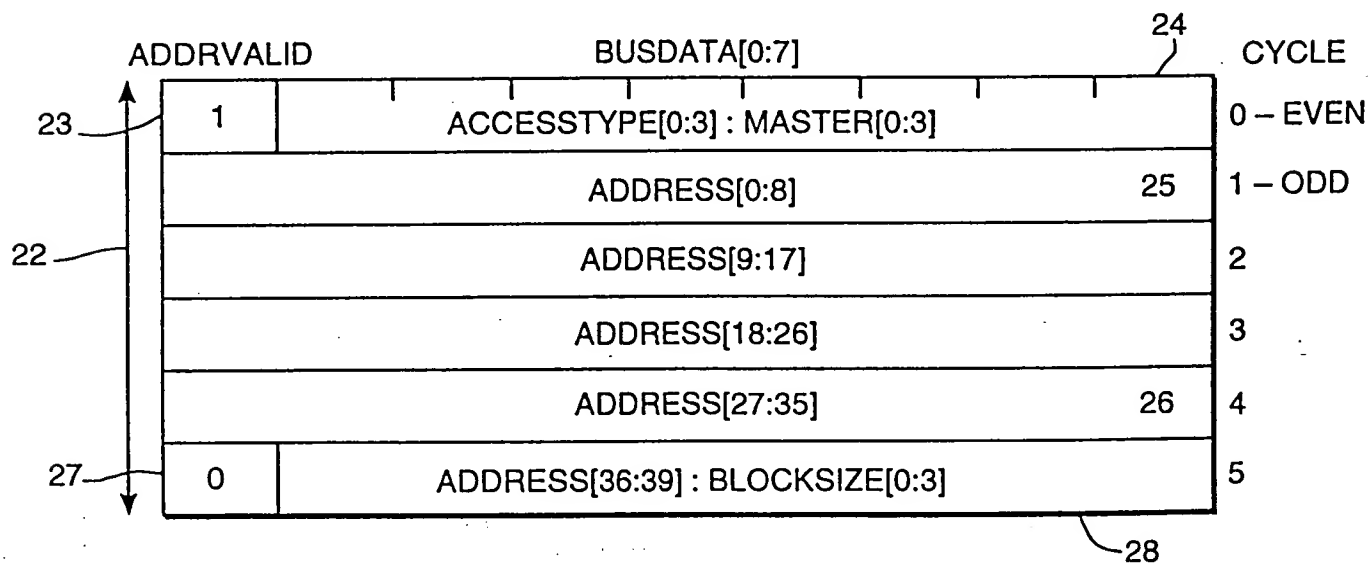 24
ADDRVALID BUSDATA[0:7] CYCLE
23 1 ACCESSTYPE[0:3] : MASTER[0:3] 0 – EVEN
ADDRESS[0:8] 25 1 – ODD
22 ADDRESS[9:17] 2
ADDRESS[18:26] 3
ADDRESS[27:35] 26 4
27 0 ADDRESS[36:39] : BLOCKSIZE[0:3] 5
28